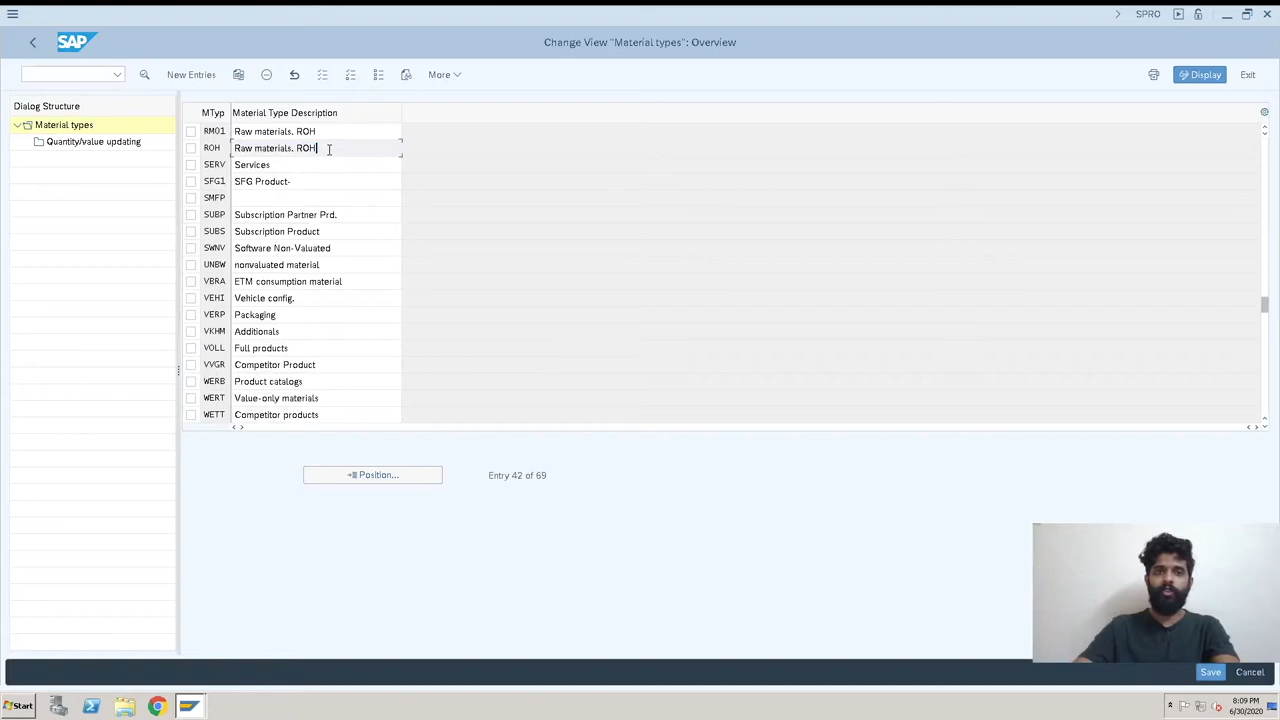 SPRO
SAP
Change View "Material types": Overview
New Entries
More
Display
Exit
Dialog Structure
Material types
Quantity/value updating
MTyp Material Type Description
RM01 Raw materials. ROH
ROH Raw materials. ROH
SERV Services
SFG1 SFG Product-
SMFP
SUBP Subscription Partner Prd.
SUBS Subscription Product
SWNV Software Non-Valuated
UNBW nonvaluated material
VBRA ETM consumption material
VEHI Vehicle config.
VERP Packaging
VKHM Additionals
VOLL Full products
VVGR Competitor Product
WERB Product catalogs
WERT Value-only materials
WETT Competitor products
Position...
Entry 42 of 69
Save
Cancel
Start
8:09 PM
6/30/2020